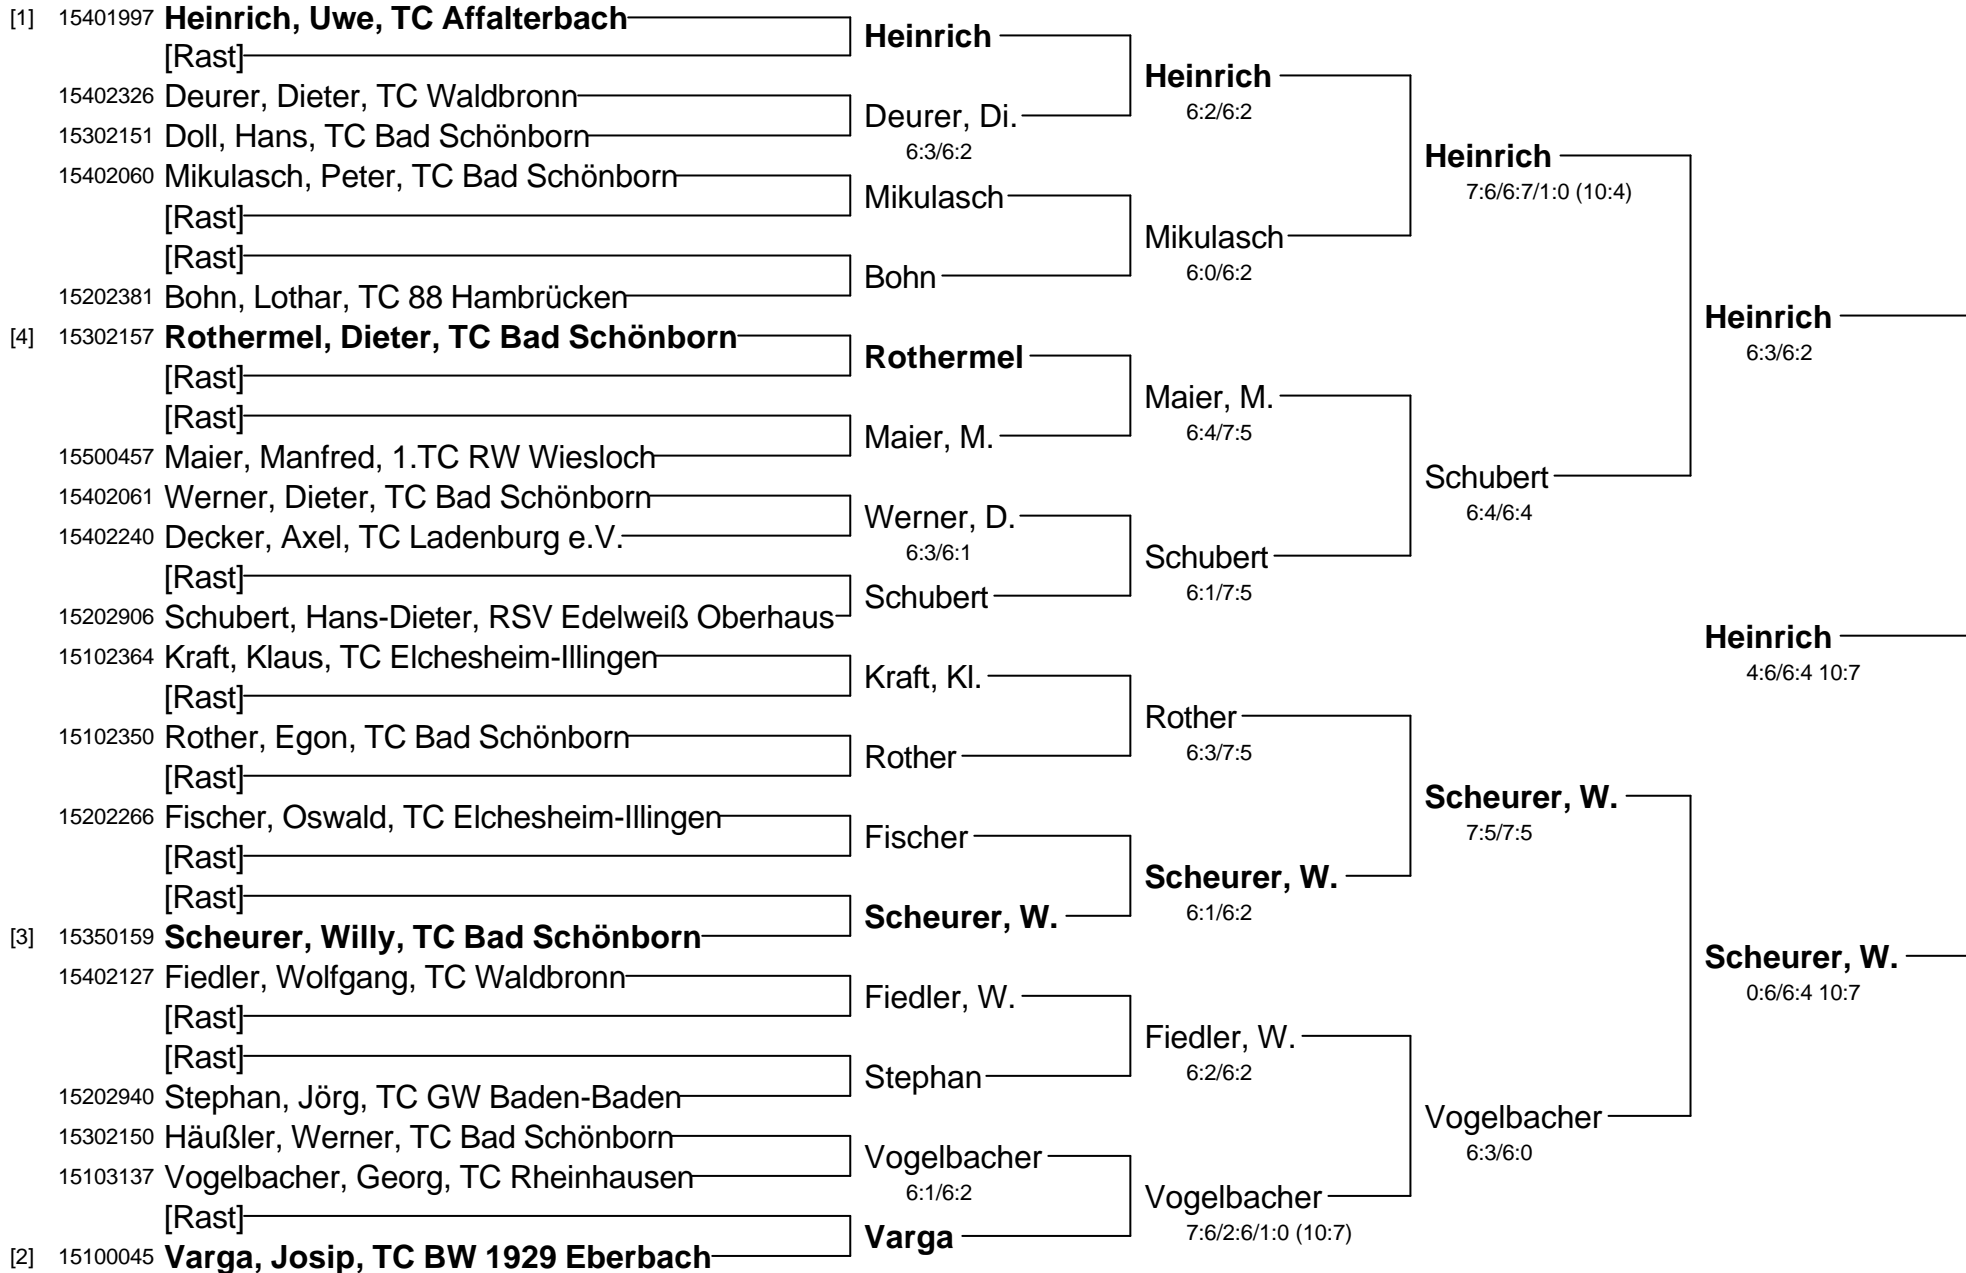 [1] 15401997 Heinrich, Uwe, TC Affalterbach
[Rast]
15402326 Deurer, Dieter, TC Waldbronn
15302151 Doll, Hans, TC Bad Schönborn
15402060 Mikulasch, Peter, TC Bad Schönborn
[Rast]
[Rast]
15202381 Bohn, Lothar, TC 88 Hambrücken
[4] 15302157 Rothermel, Dieter, TC Bad Schönborn
[Rast]
[Rast]
15500457 Maier, Manfred, 1.TC RW Wiesloch
15402061 Werner, Dieter, TC Bad Schönborn
15402240 Decker, Axel, TC Ladenburg e.V.
[Rast]
15202906 Schubert, Hans-Dieter, RSV Edelweiß Oberhaus
15102364 Kraft, Klaus, TC Elchesheim-Illingen
[Rast]
15102350 Rother, Egon, TC Bad Schönborn
[Rast]
15202266 Fischer, Oswald, TC Elchesheim-Illingen
[Rast]
[Rast]
[3] 15350159 Scheurer, Willy, TC Bad Schönborn
15402127 Fiedler, Wolfgang, TC Waldbronn
[Rast]
[Rast]
15202940 Stephan, Jörg, TC GW Baden-Baden
15302150 Häußler, Werner, TC Bad Schönborn
15103137 Vogelbacher, Georg, TC Rheinhausen
[Rast]
[2] 15100045 Varga, Josip, TC BW 1929 Eberbach
Heinrich
Deurer, Di.
6:3/6:2
Mikulasch
Bohn
Rothermel
Maier, M.
Werner, D.
6:3/6:1
Schubert
Kraft, Kl.
Rother
Fischer
Scheurer, W.
Fiedler, W.
Stephan
Vogelbacher
6:1/6:2
Varga
Heinrich
6:2/6:2
Mikulasch
6:0/6:2
Maier, M.
6:4/7:5
Schubert
6:1/7:5
Rother
6:3/7:5
Scheurer, W.
6:1/6:2
Fiedler, W.
6:2/6:2
Vogelbacher
7:6/2:6/1:0 (10:7)
Heinrich
7:6/6:7/1:0 (10:4)
Schubert
6:4/6:4
Scheurer, W.
7:5/7:5
Vogelbacher
6:3/6:0
Heinrich
6:3/6:2
Heinrich
4:6/6:4 10:7
Scheurer, W.
0:6/6:4 10:7